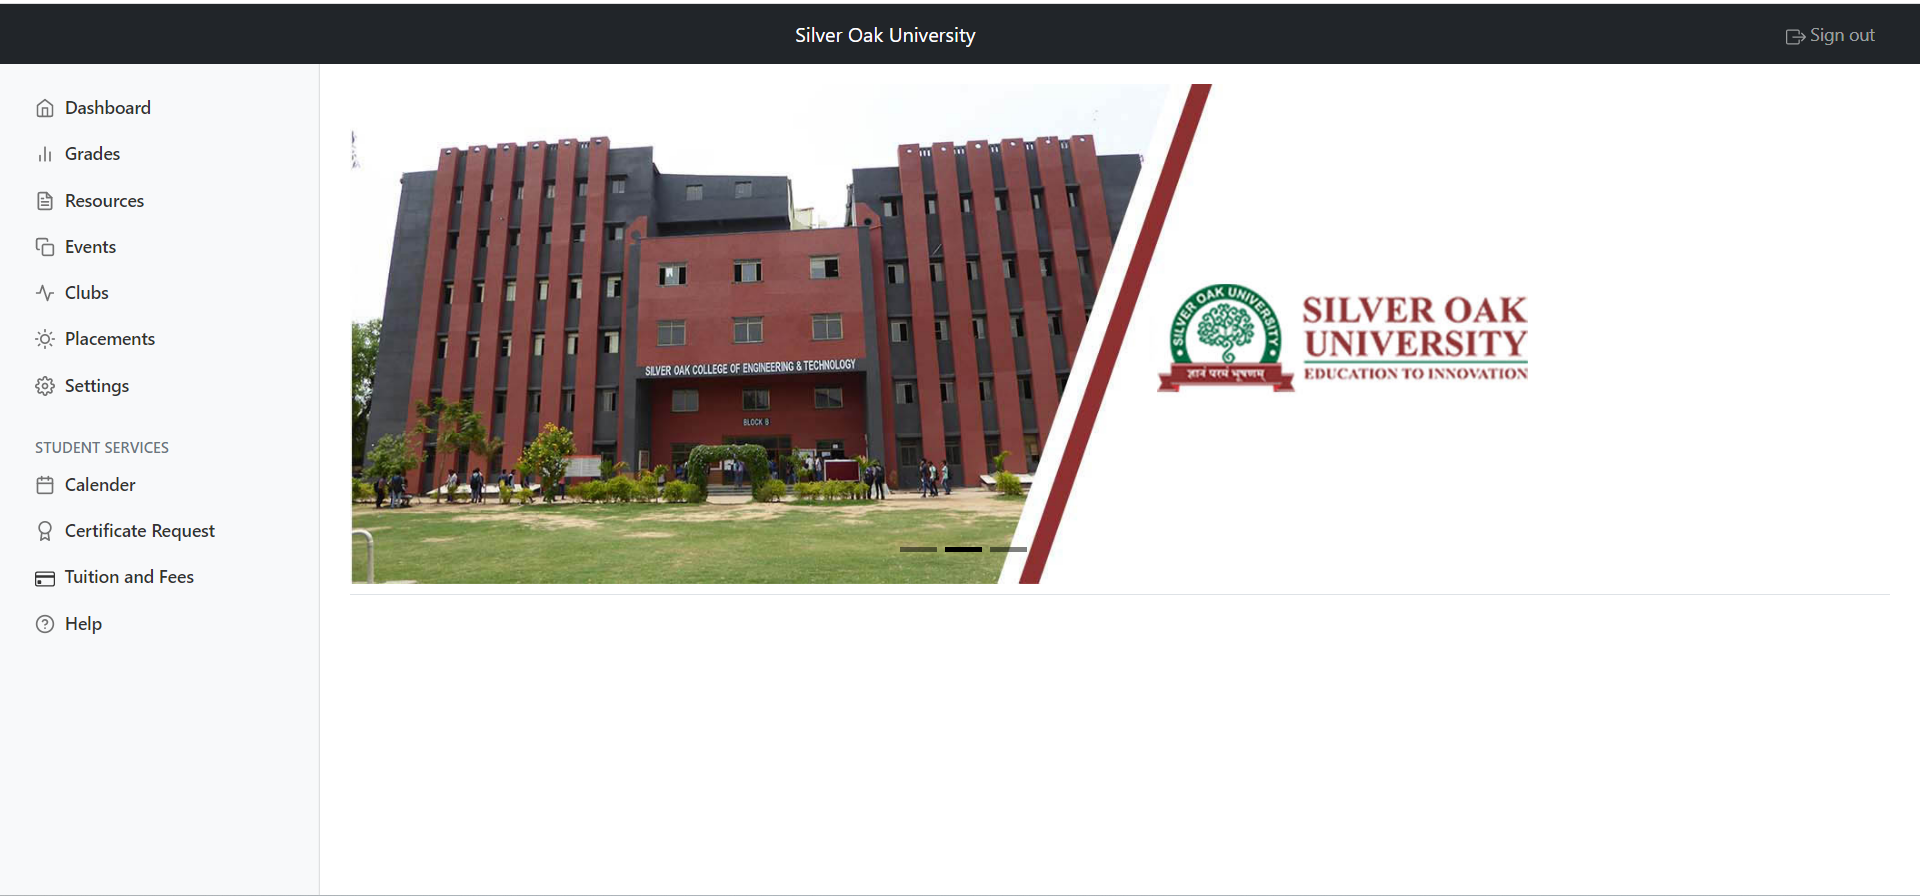 Silver Oak University
Sign out
Dashboard
Grades
Resources
Events
Clubs
Placements
Settings
STUDENT SERVICES
Calender
Certificate Request
Tuition and Fees
Help
SILVER OAK COLLEGE OF ENGINEERING & TECHNOLOGY
BLOCK B
SILVER OAK UNIVERSITY
ज्ञानं परमं भूषणम्
SILVER OAK
UNIVERSITY
EDUCATION TO INNOVATION